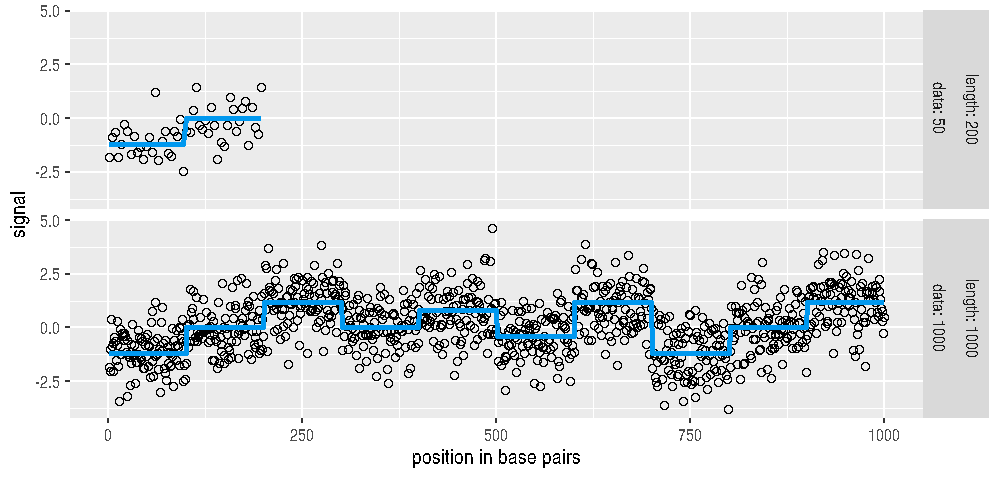 5.0
2.5
0.0
-2.5
length: 200
data: 50
signal
5.0
2.5
0.0
-2.5
length: 1000
data: 1000
0 250 500 750 1000
position in base pairs